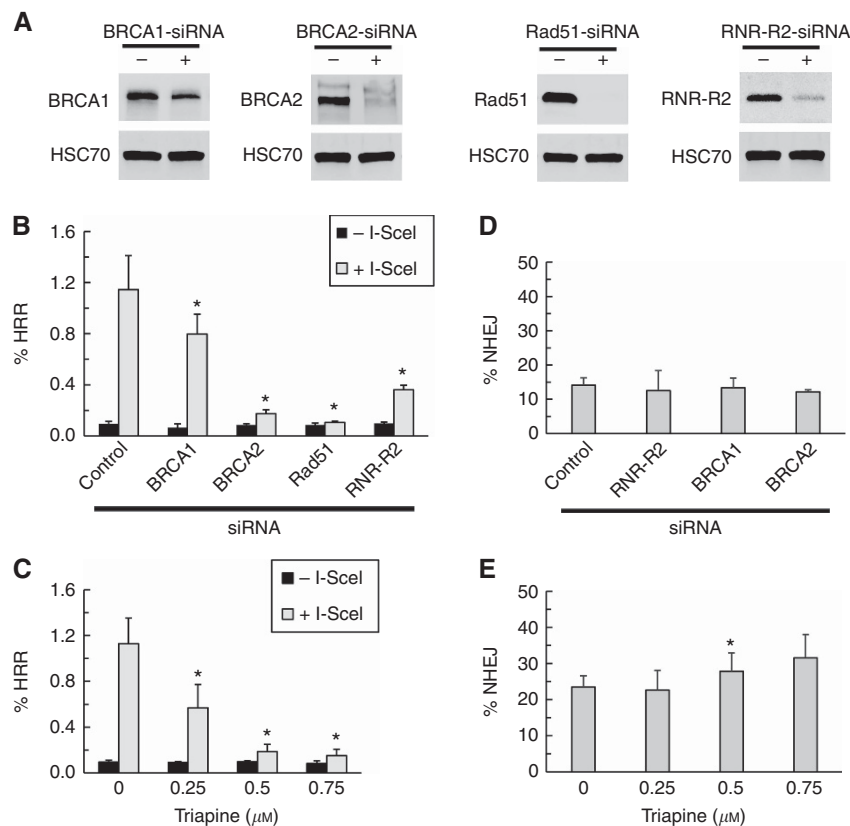 A
BRCA1-siRNA
BRCA2-siRNA
Rad51-siRNA
RNR-R2-siRNA
– +
– +
– +
– +
BRCA1
BRCA2
Rad51
RNR-R2
HSC70
HSC70
HSC70
HSC70
B
% HRR
1.6
1.2
0.8
0.4
0.0
– I-SceI
+ I-SceI
*
*
*
*
Control
BRCA1
BRCA2
Rad51
RNR-R2
siRNA
D
% NHEJ
50
40
30
20
10
0
Control
RNR-R2
BRCA1
BRCA2
siRNA
C
% HRR
1.6
1.2
0.8
0.4
0.0
– I-SceI
+ I-SceI
*
*
*
0 0.25 0.5 0.75
Triapine (μM)
E
% NHEJ
50
40
30
20
10
0
*
0 0.25 0.5 0.75
Triapine (μM)